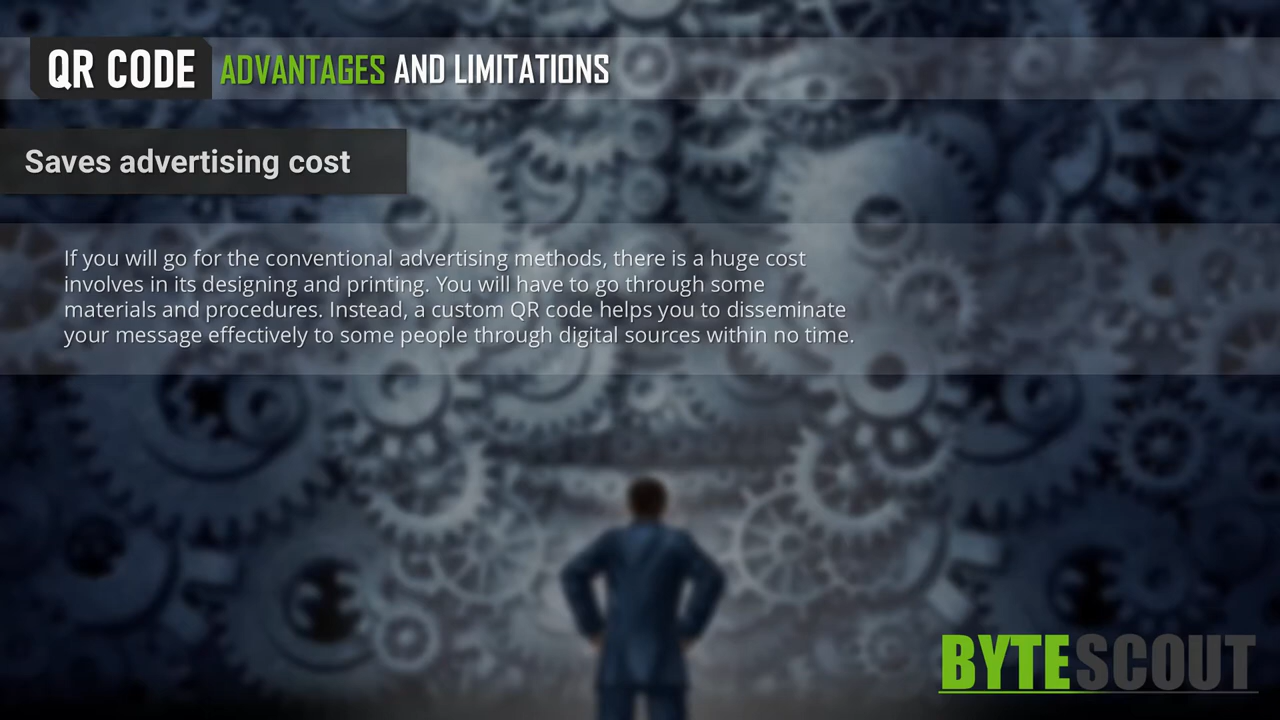 QR CODE ADVANTAGES AND LIMITATIONS
Saves advertising cost
If you will go for the conventional advertising methods, there is a huge cost
involves in its designing and printing. You will have to go through some
materials and procedures. Instead, a custom QR code helps you to disseminate
your message effectively to some people through digital sources within no time.
BYTESCOUT